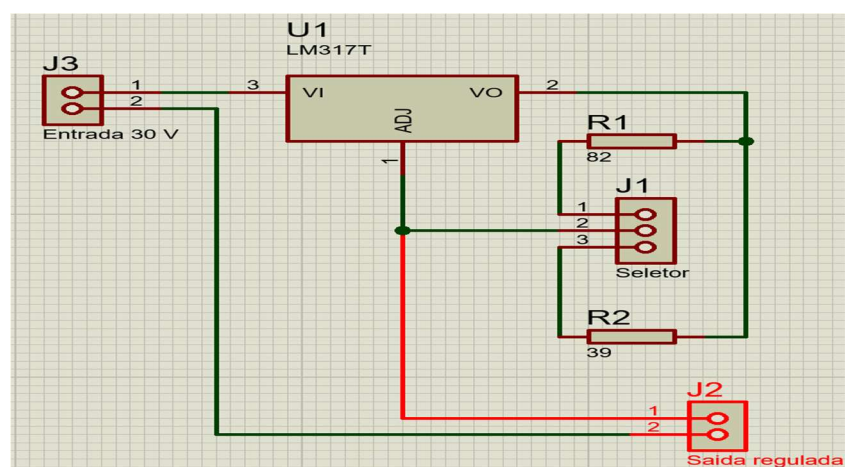 U1
LM317T
J3
1
2
Entrada 30 V
3
VI
VO
2
ADJ
1
R1
82
J1
1
2
3
Seletor
R2
39
J2
1
2
Saida regulada